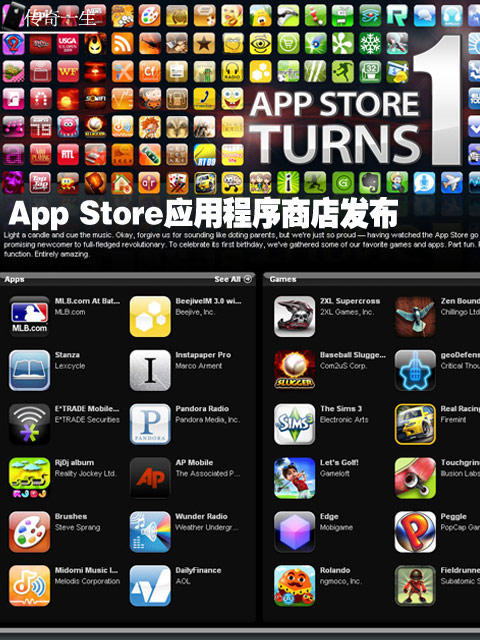 传奇一生
APP STORE
TURNS 1
App Store应用程序商店发布
Light a candle and cue the music. Okay, forgive us for sounding like doting parents, but we're just so proud — having watched the App Store go
promising newcomer to full-fledged revolutionary. To celebrate its first birthday, we've gathered some of our favorite games and apps. Part fun.
function. Entirely amazing.
Apps See All Games
MLB.com At Bat... BeejiveIM 3.0 wi... 2XL Supercross Zen Bound
MLB.com Beejive, Inc. 2XL Games, Inc. Chillingo Ltd
MLB.com
Stanza Instapaper Pro Baseball Slugge... geoDefens
Lexcycle Marco Arment Com2uS Corp. Critical Thou
I
SLUGGER
E*TRADE Mobile... Pandora Radio The Sims 3 Real Racing
E*TRADE Securities Pandora Media, Inc. Electronic Arts Firemint
P
PANDORA
SIMS3
RjDj album AP Mobile Let's Golf! Touchgrin
Reality Jockey Ltd. The Associated P... Gameloft Illusion Labs
AP
Brushes Wunder Radio Edge Peggle
Steve Sprang Weather Undergr... Mobigame PopCap Gam
P
Midomi Music I... DailyFinance Rolando Fieldrunne
Melodis Corporation AOL ngmoco, Inc. Subatomic S